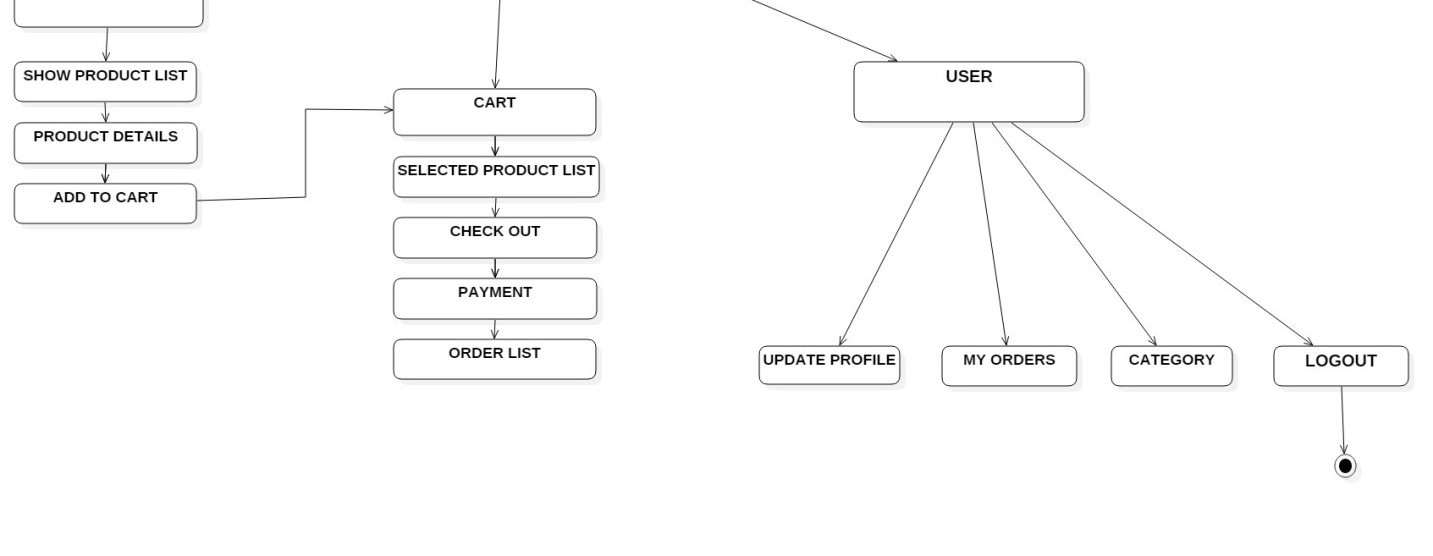 SHOW PRODUCT LIST
PRODUCT DETAILS
ADD TO CART
CART
SELECTED PRODUCT LIST
CHECK OUT
PAYMENT
ORDER LIST
USER
UPDATE PROFILE
MY ORDERS
CATEGORY
LOGOUT